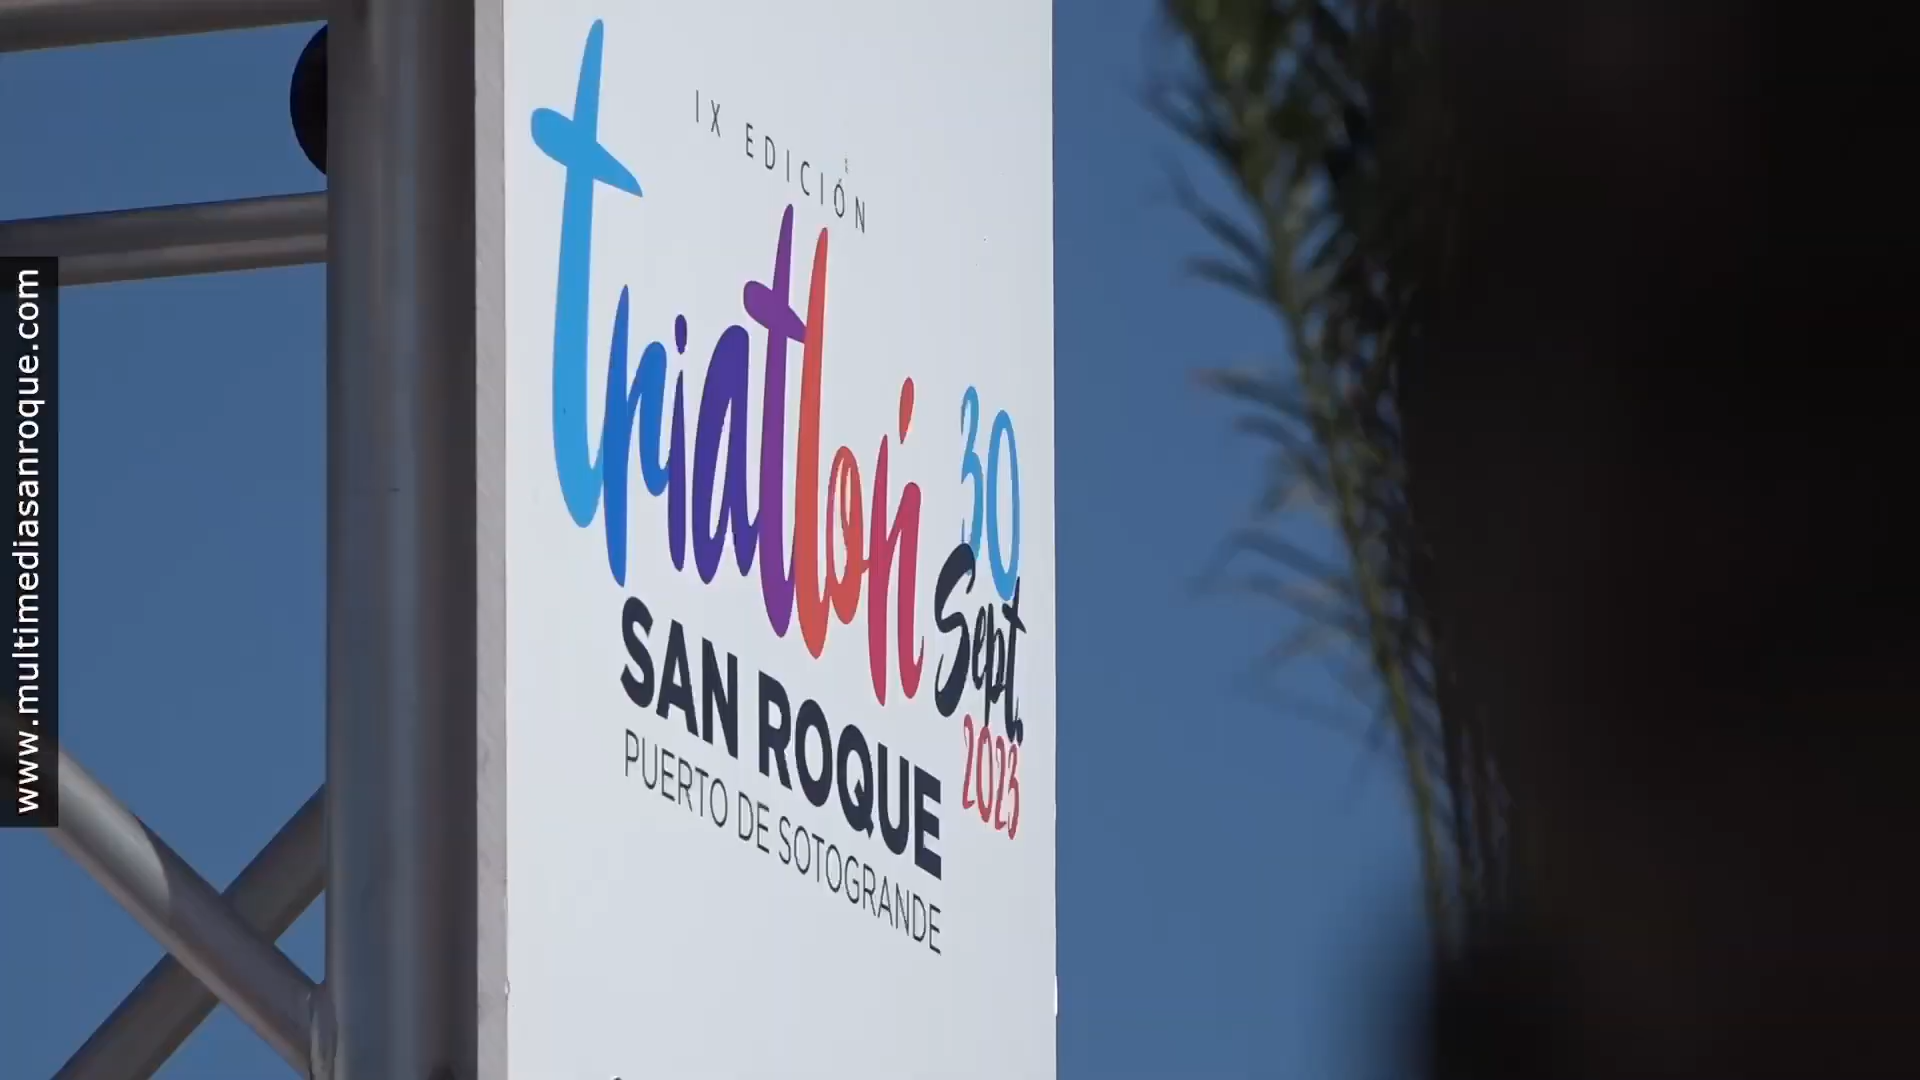 www.multimediasanroque.com
IX EDICIÓN
triatlón
30
Sept.
2023
SAN ROQUE
PUERTO DE SOTOGRANDE